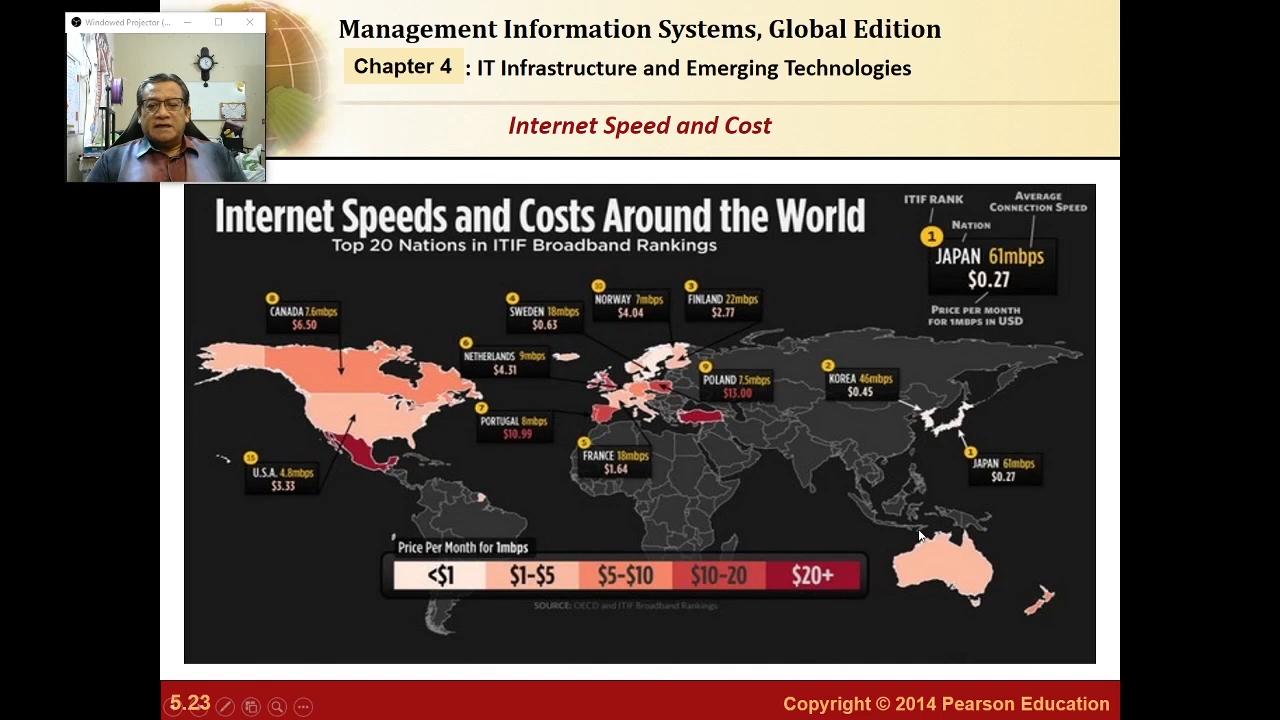 Windowed Projector (...
Management Information Systems, Global Edition
Chapter 4 : IT Infrastructure and Emerging Technologies
Internet Speed and Cost
Internet Speeds and Costs Around the World
Top 20 Nations in ITIF Broadband Rankings
ITIF RANK
AVERAGE
CONNECTION SPEED
NATION
1
JAPAN 61mbps
$0.27
PRICE PER MONTH
FOR 1MBPS IN USD
8
CANADA 7.6mbps
$6.50
4
SWEDEN 18mbps
$0.63
10
NORWAY 7mbps
$4.04
3
FINLAND 22mbps
$2.77
6
NETHERLANDS 9mbps
$4.31
9
POLAND 7.5mbps
$13.00
2
KOREA 46mbps
$0.45
7
PORTUGAL 8mbps
$10.99
5
FRANCE 18mbps
$1.64
15
U.S.A. 4.8mbps
$3.33
1
JAPAN 61mbps
$0.27
Price Per Month for 1mbps
<$1 $1-$5 $5-$10 $10-20 $20+
SOURCE: OECD and ITIF Broadband Rankings
5.23
Copyright © 2014 Pearson Education